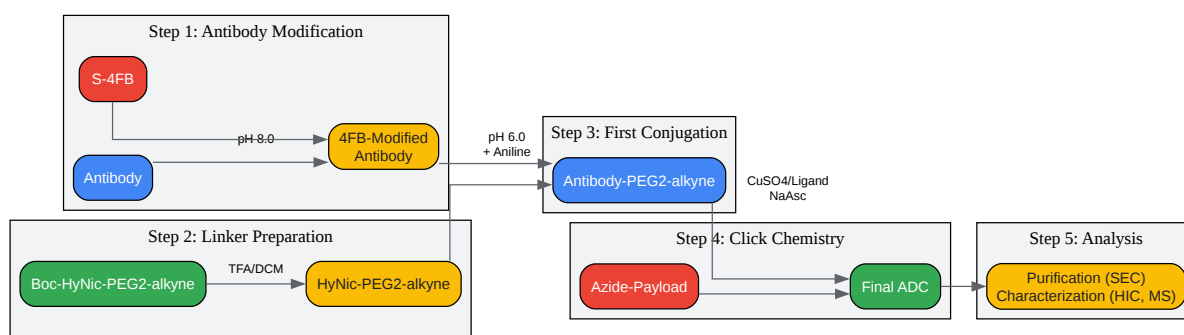 Step 1: Antibody Modification
S-4FB
pH 8.0
4FB-Modified
Antibody
Antibody
pH 6.0
+ Aniline
Step 3: First Conjugation
Antibody-PEG2-alkyne
CuSO4/Ligand
NaAsc
Step 2: Linker Preparation
Boc-HyNic-PEG2-alkyne
TFA/DCM
HyNic-PEG2-alkyne
Step 4: Click Chemistry
Azide-Payload
Final ADC
Step 5: Analysis
Purification (SEC)
Characterization (HIC, MS)